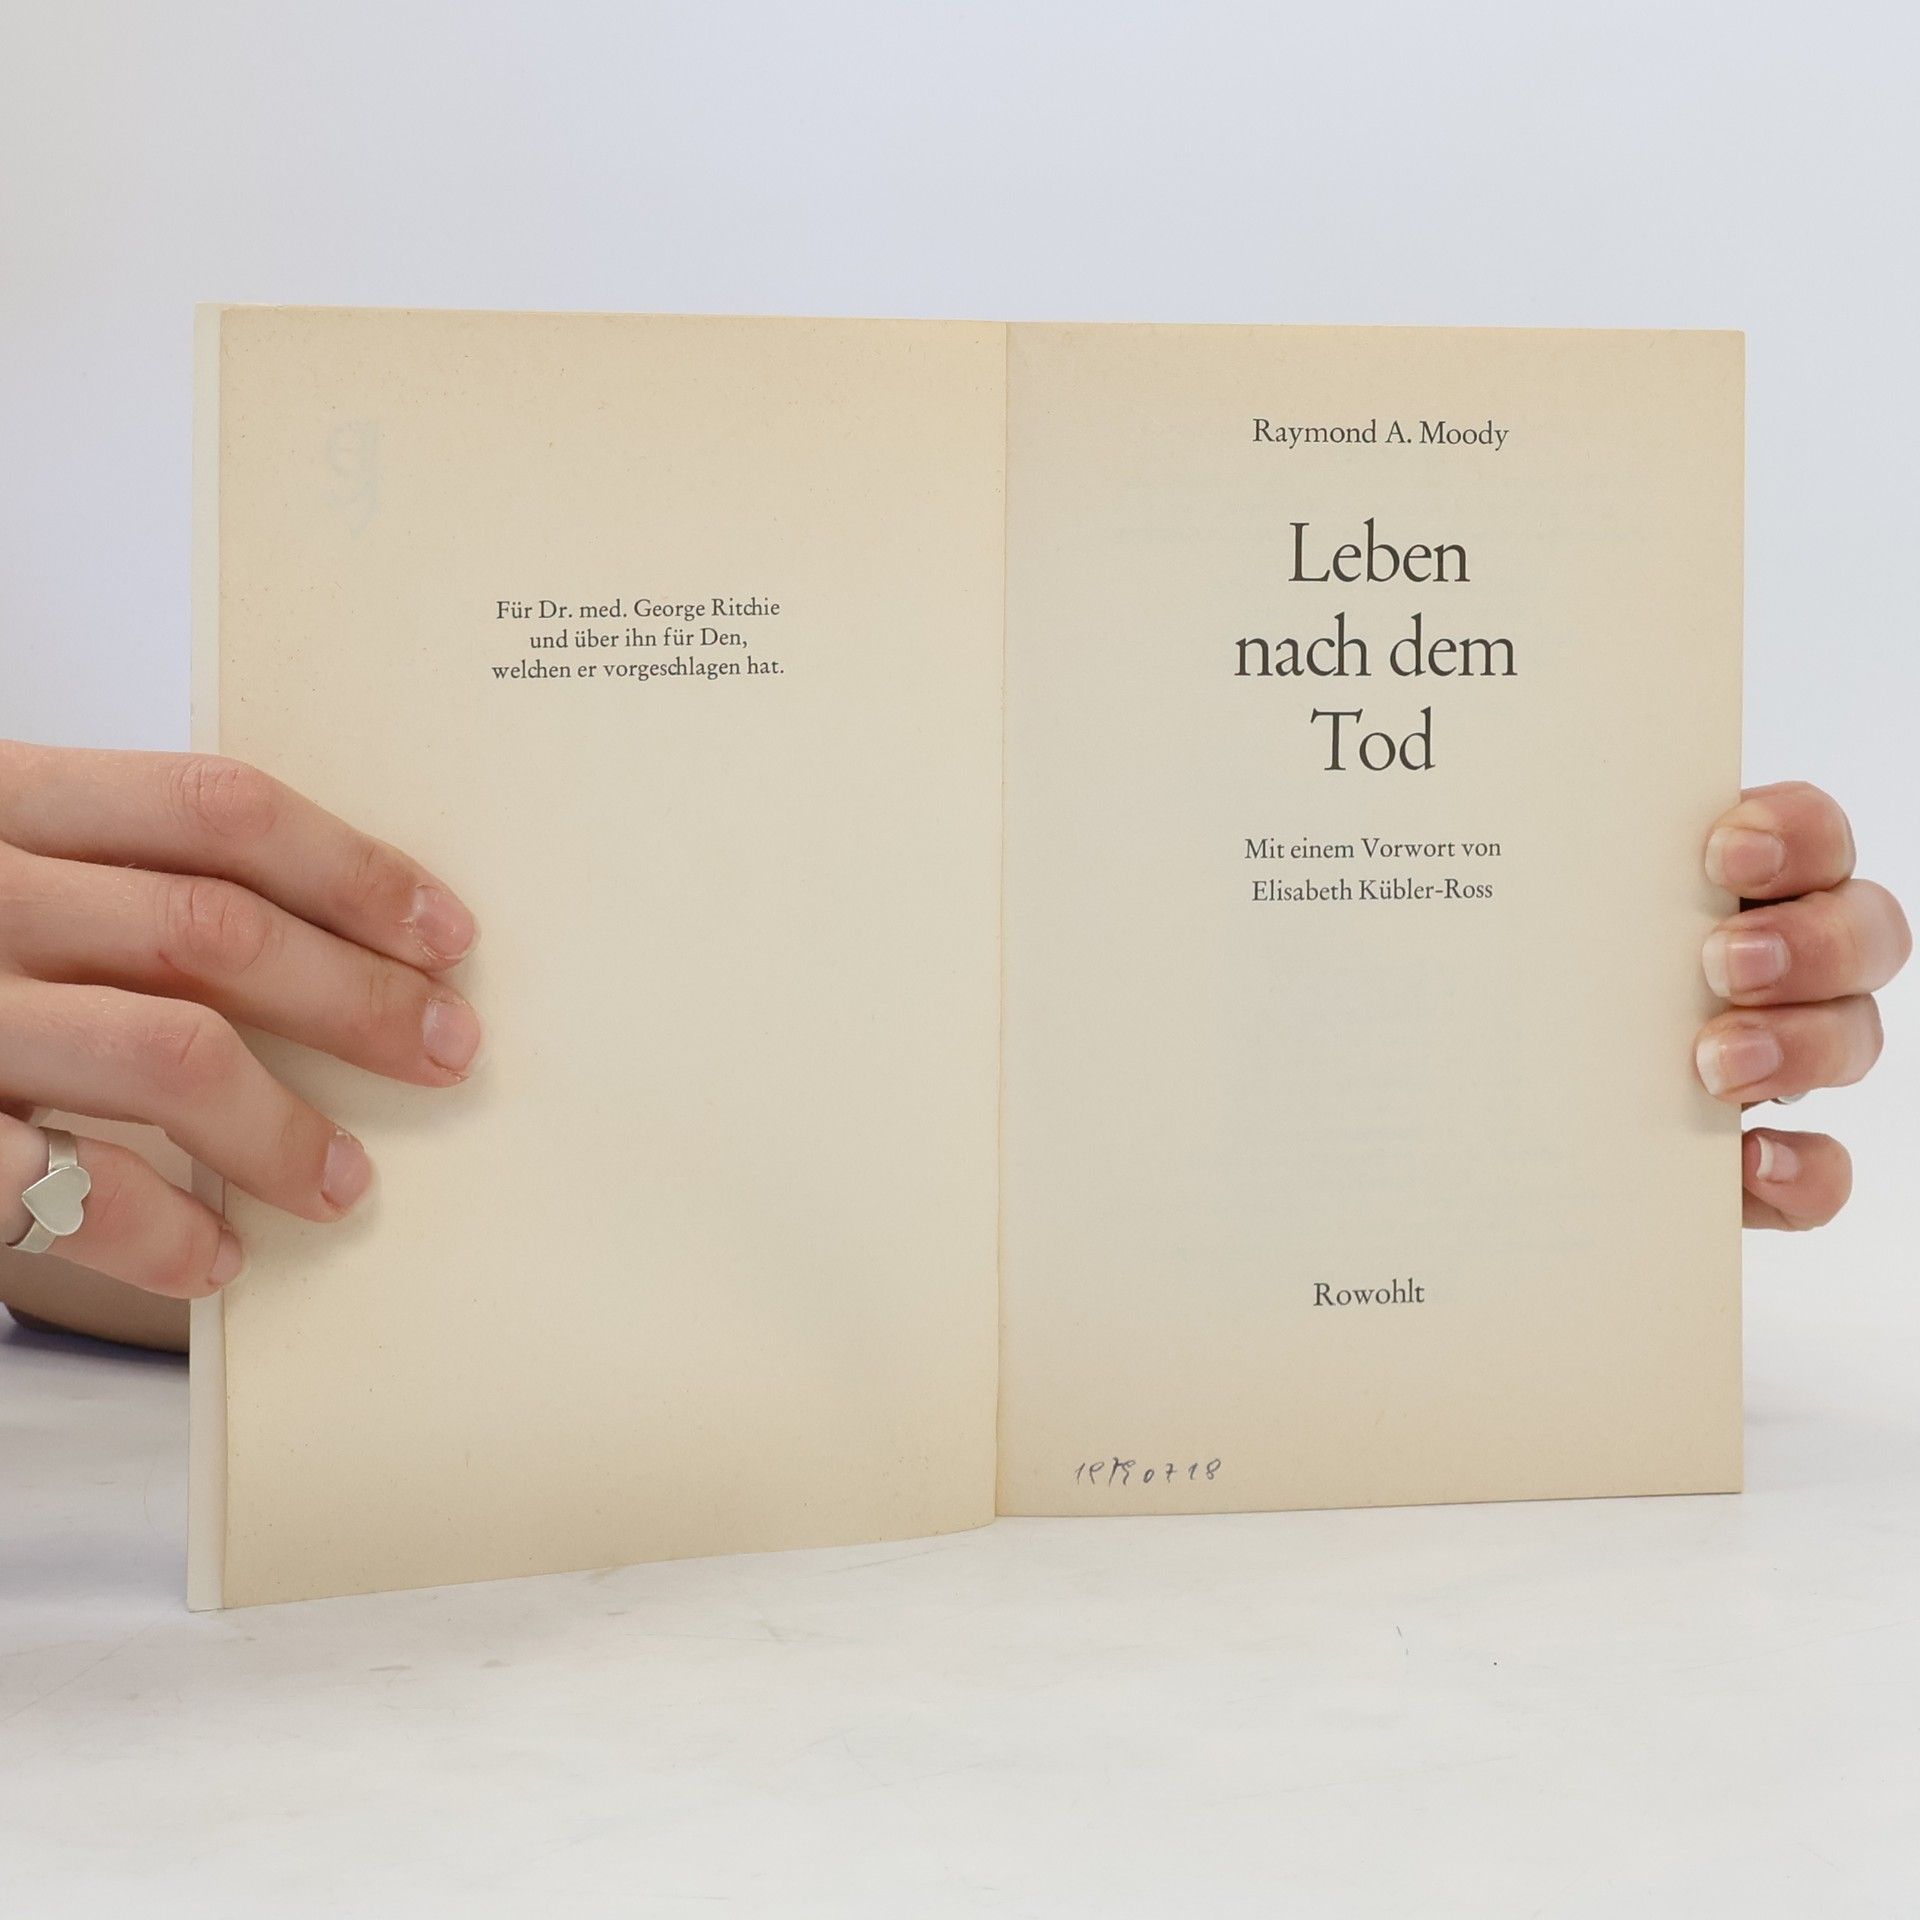 Für Dr. med. George Ritchie
und über ihn für Den,
welchen er vorgeschlagen hat.
Raymond A. Moody
Leben
nach dem
Tod
Mit einem Vorwort von
Elisabeth Kübler-Ross
Rowohlt
19790718